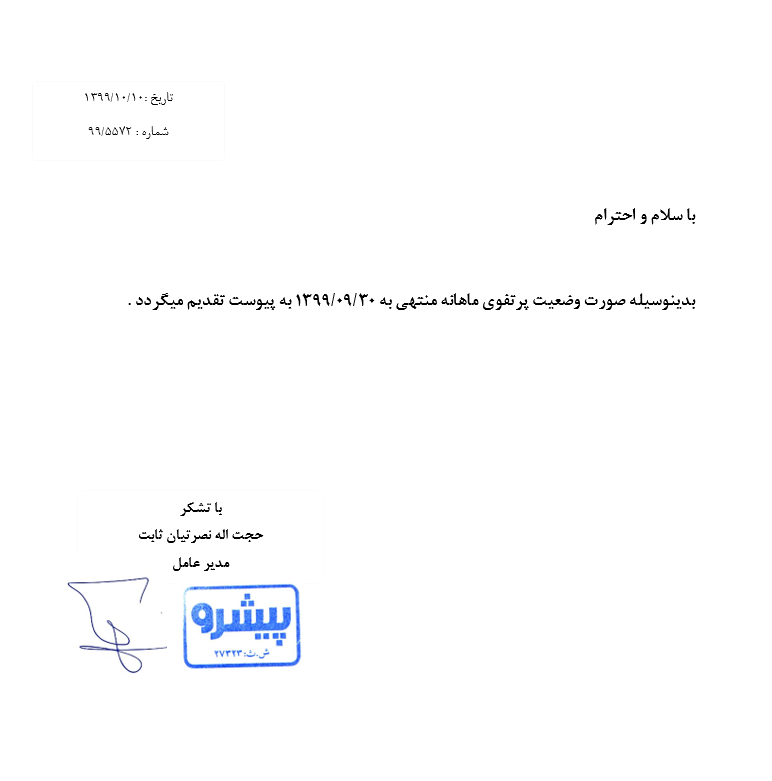 تاریخ :۱۳۹۹/۱۰/۱۰
شماره : ۹۹/۵۵۷۲
با سلام و احترام
بدینوسیله صورت وضعیت پرتفوی ماهانه منتهی به ۱۳۹۹/۰۹/۳۰ به پیوست تقدیم میگردد .
با تشکر
حجت اله نصرتیان ثابت
مدیر عامل
پیشرو
ش.ث: ۲۷۳۲۳